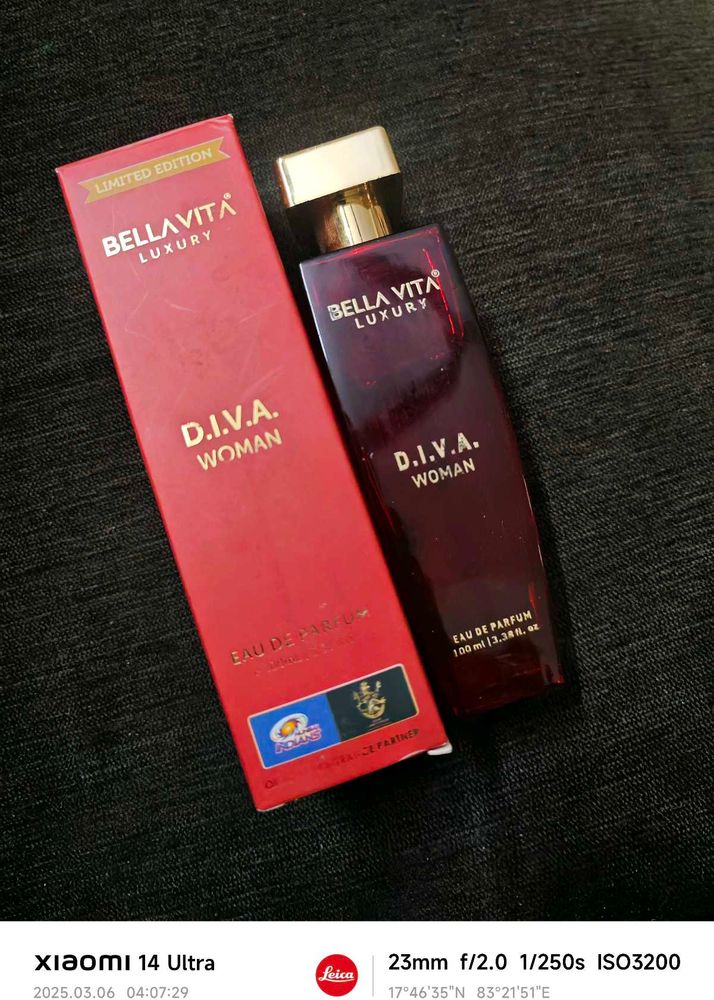 LIMITED EDITION
BELLAVITA®
LUXURY
D.I.V.A.
WOMAN
EAU DE PARFUM
INDIANS
PARTNER
BELLA VITA®
LUXURY
D.I.V.A.
WOMAN
EAU DE PARFUM
100 ml | 3.38 fl. oz
XIAOMI 14 Ultra
2025.03.06 04:07:29
Leica
23mm f/2.0 1/250s ISO3200
17°46'35"N 83°21'51"E